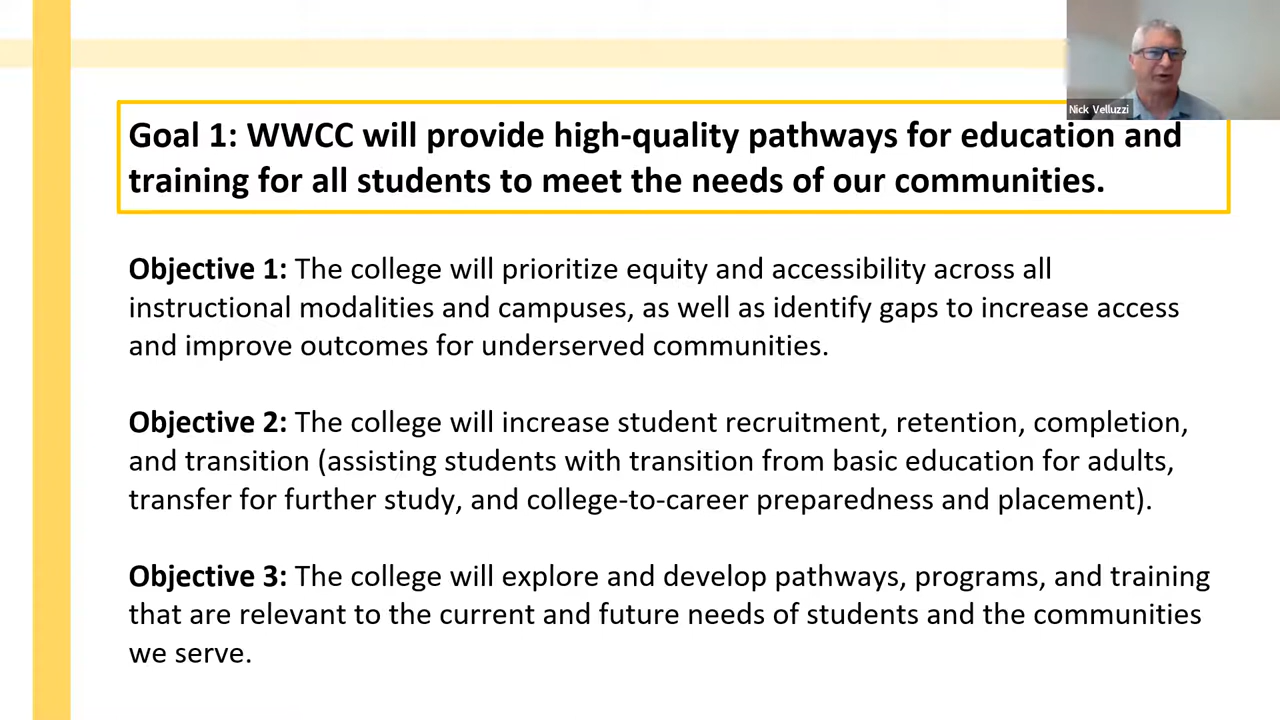 Nick Velluzzi
Goal 1: WWCC will provide high-quality pathways for education and
training for all students to meet the needs of our communities.
Objective 1: The college will prioritize equity and accessibility across all
instructional modalities and campuses, as well as identify gaps to increase access
and improve outcomes for underserved communities.
Objective 2: The college will increase student recruitment, retention, completion,
and transition (assisting students with transition from basic education for adults,
transfer for further study, and college-to-career preparedness and placement).
Objective 3: The college will explore and develop pathways, programs, and training
that are relevant to the current and future needs of students and the communities
we serve.